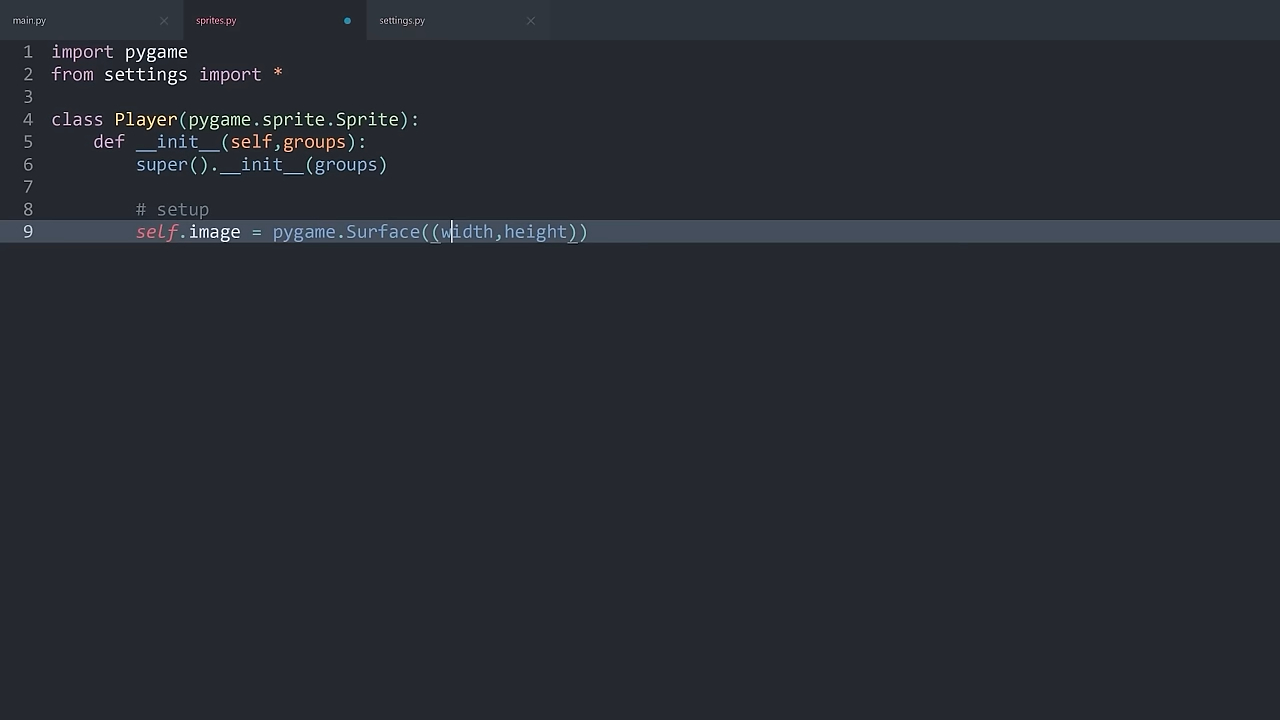 main.py
sprites.py
settings.py
1 import pygame
2 from settings import *
3
4 class Player(pygame.sprite.Sprite):
5     def __init__(self,groups):
6         super().__init__(groups)
7
8         # setup
9         self.image = pygame.Surface((width,height))